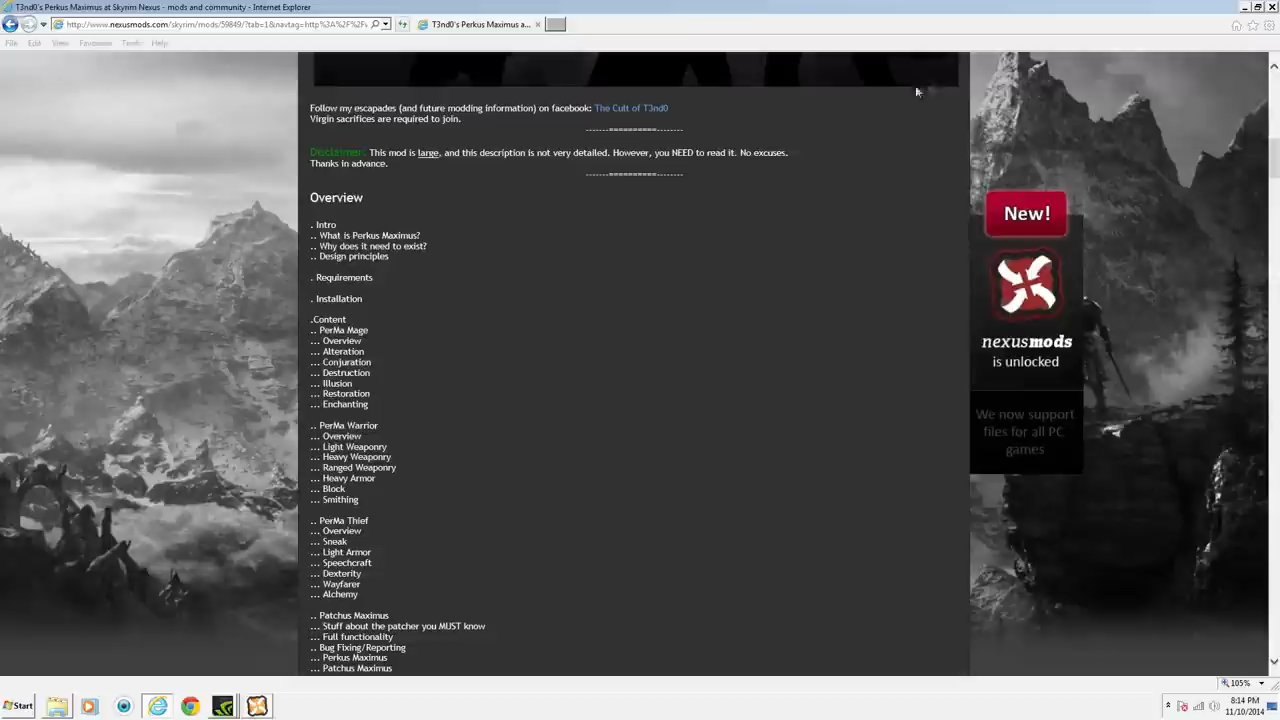 T3nd0's Perkus Maximus at Skyrim Nexus - mods and community - Internet Explorer
http://www.nexusmods.com/skyrim/mods/59849/?tab=1&navtag=http%3A%2F%2F
T3nd0's Perkus Maximus a...
File Edit View Favorites Tools Help
Follow my escapades (and future modding information) on facebook: The Cult of T3nd0
Virgin sacrifices are required to join.
-------==========--------
Disclaimer: This mod is large, and this description is not very detailed. However, you NEED to read it. No excuses.
Thanks in advance.
-------==========--------
Overview
. Intro
.. What is Perkus Maximus?
.. Why does it need to exist?
.. Design principles
. Requirements
. Installation
.Content
.. PerMa Mage
... Overview
... Alteration
... Conjuration
... Destruction
... Illusion
... Restoration
... Enchanting
.. PerMa Warrior
... Overview
... Light Weaponry
... Heavy Weaponry
... Ranged Weaponry
... Heavy Armor
... Block
... Smithing
.. PerMa Thief
... Overview
... Sneak
... Light Armor
... Speechcraft
... Dexterity
... Wayfarer
... Alchemy
.. Patchus Maximus
... Stuff about the patcher you MUST know
... Full functionality
.. Bug Fixing/Reporting
... Perkus Maximus
... Patchus Maximus
New!
nexusmods
is unlocked
We now support
files for all PC
games
105%
Start
8:14 PM
11/10/2014